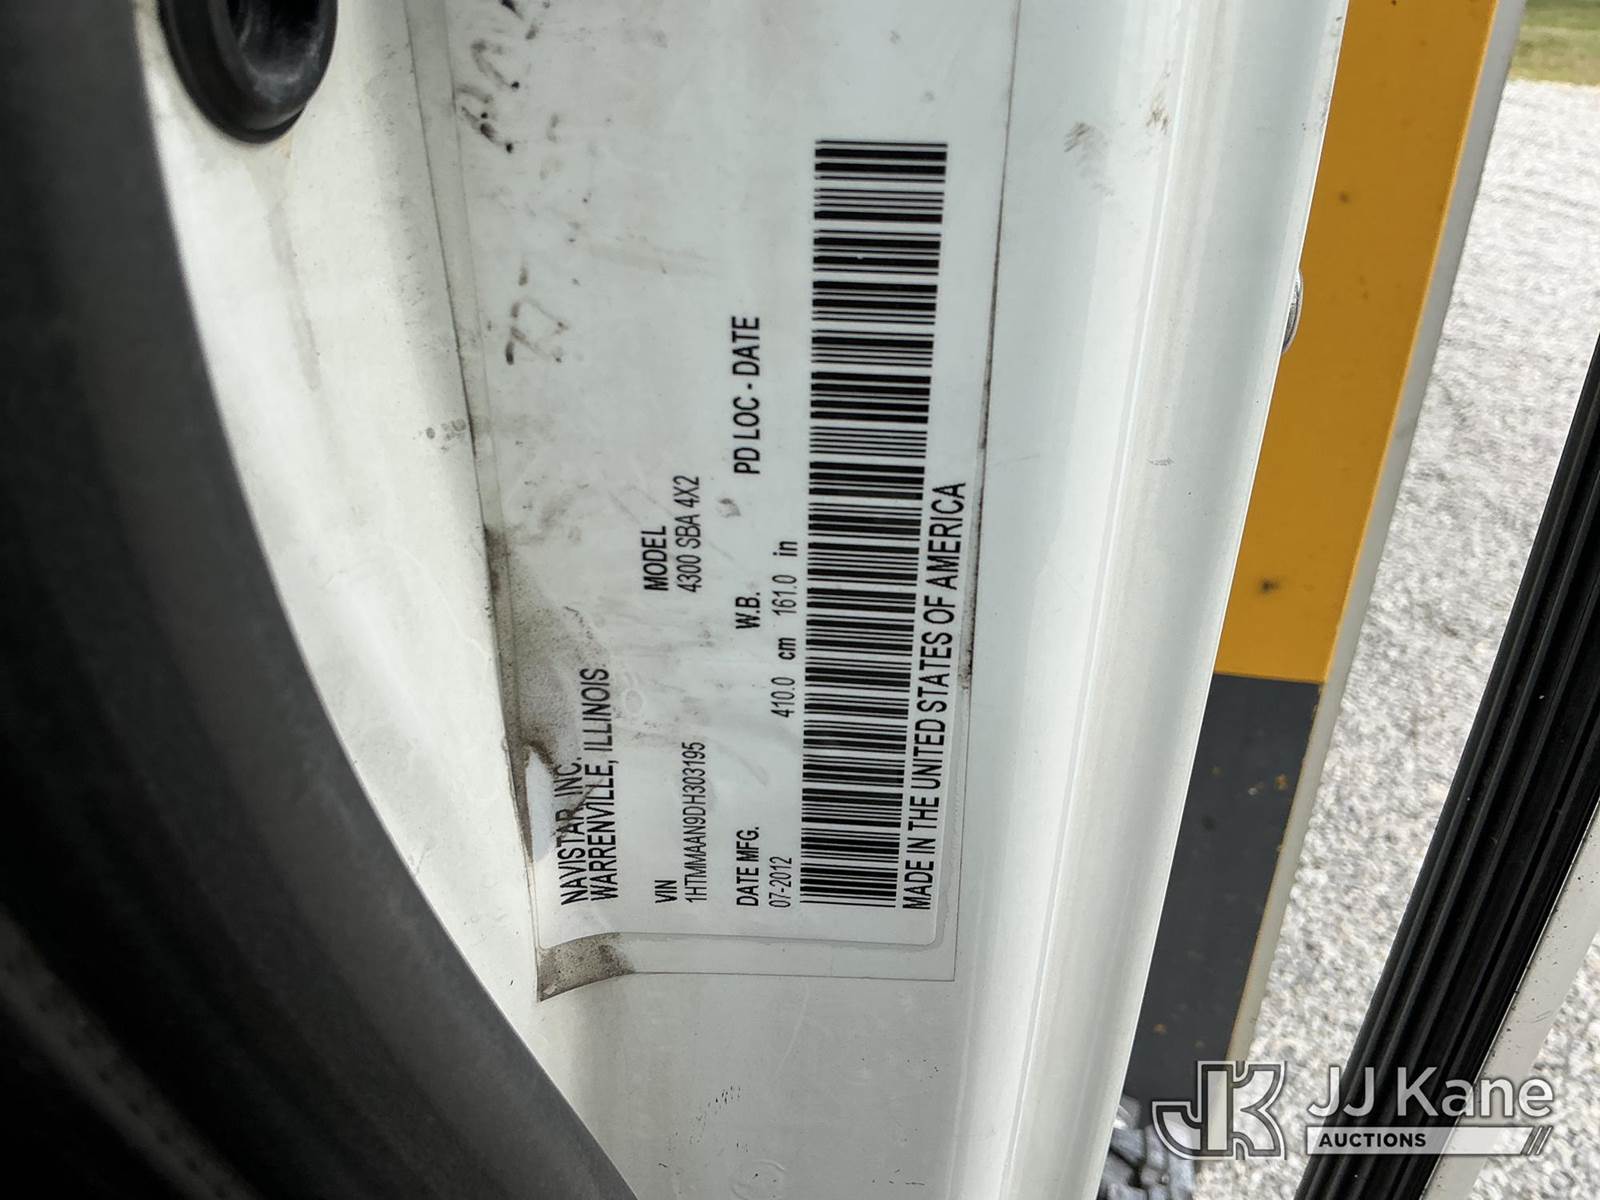 NAVISTAR, INC.
WARRENVILLE, ILLINOIS
VIN
1HTMMAAN9DH303195
MODEL
4300 SBA 4X2
DATE MFG.
07-2012
W.B.
410.0 cm 161.0 in
PD LOC - DATE
MADE IN THE UNITED STATES OF AMERICA
JK
JJ Kane
AUCTIONS